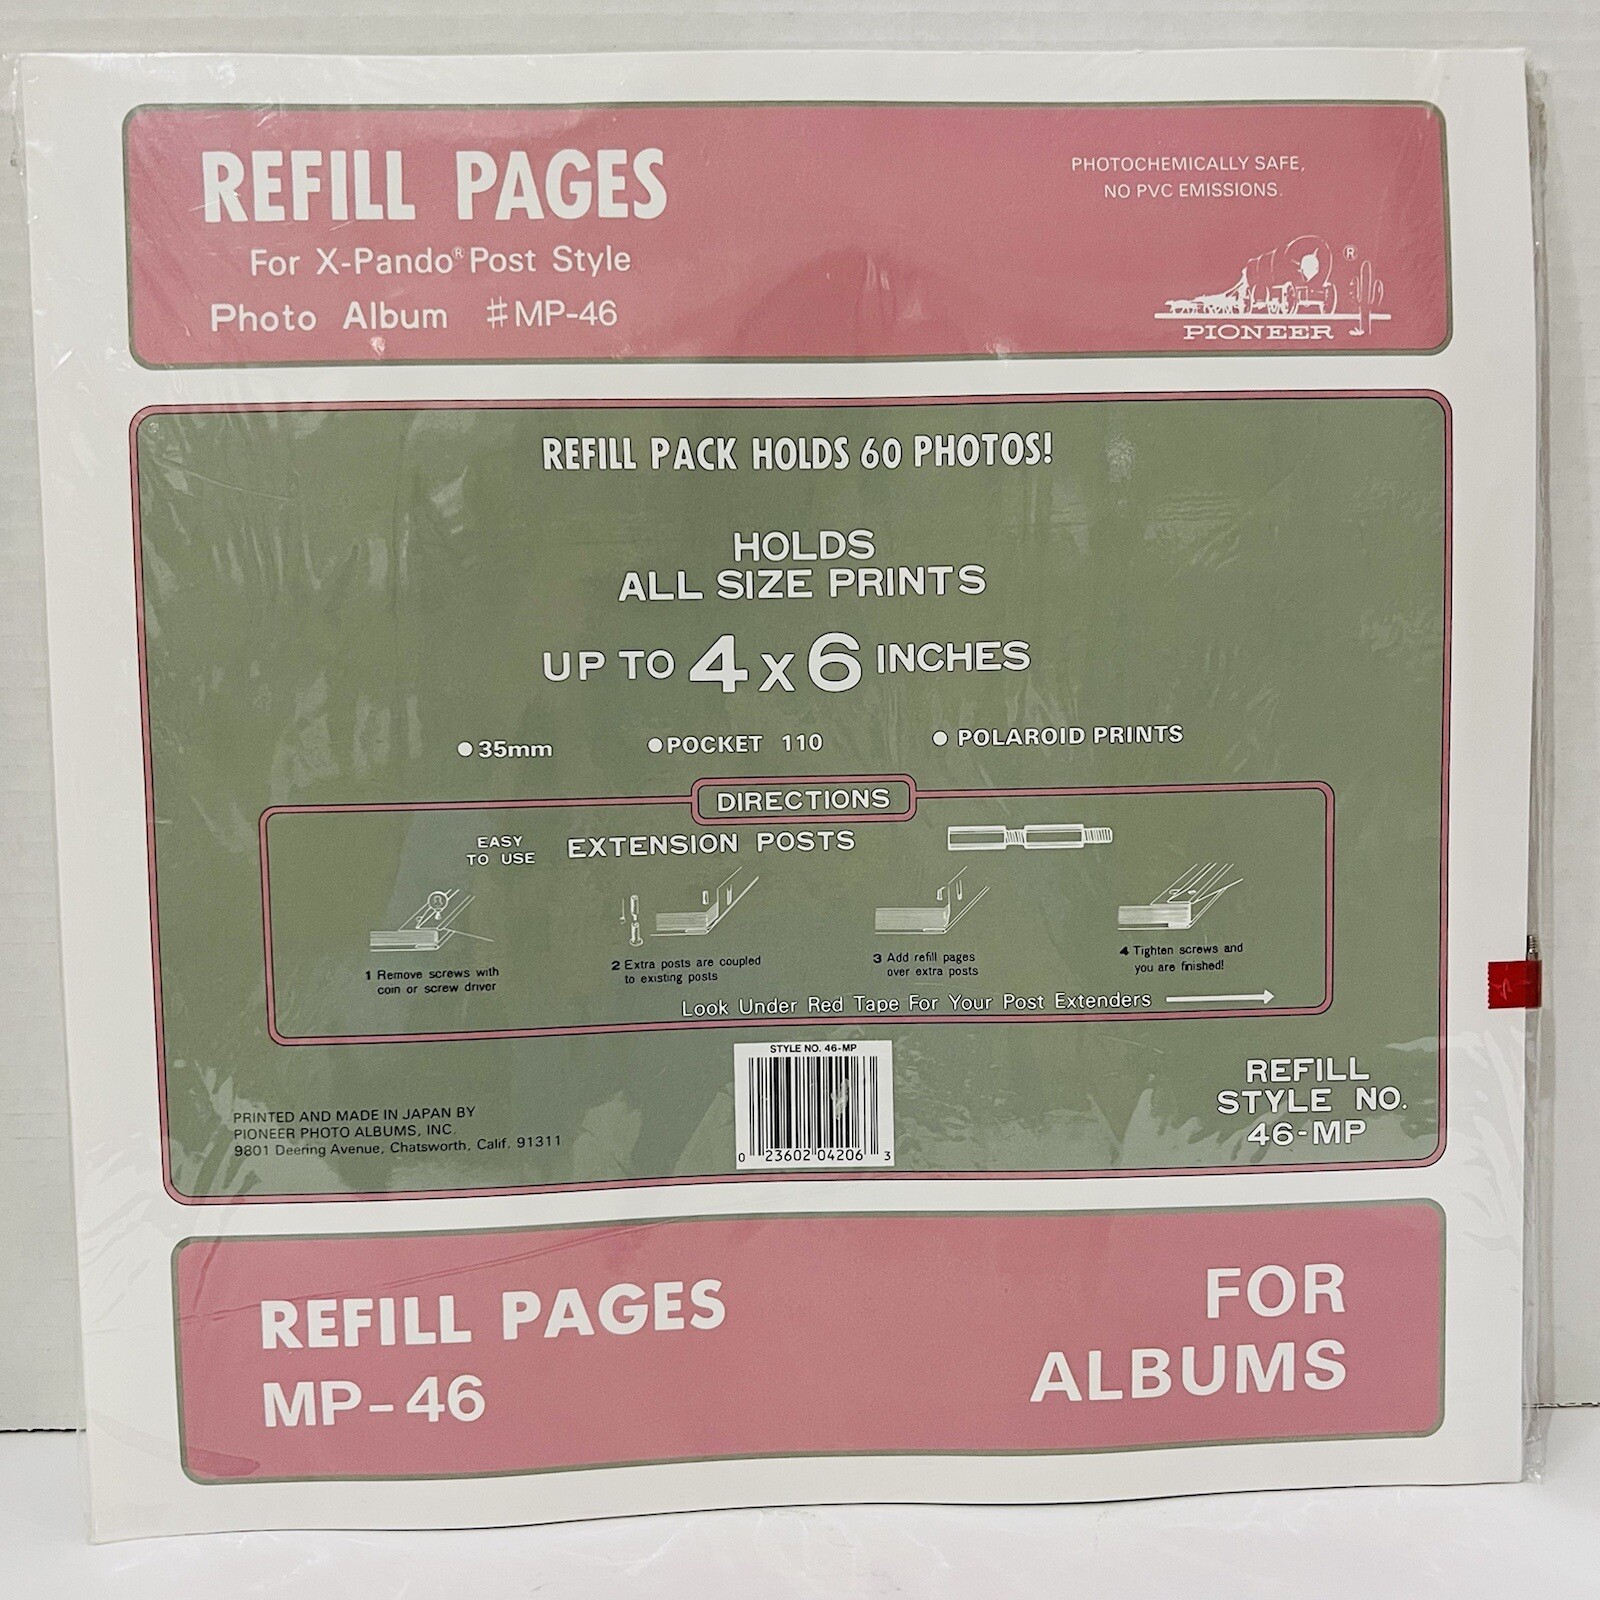 REFILL PAGES
For X-Pando® Post Style
Photo Album #MP-46
PHOTOCHEMICALLY SAFE,
NO PVC EMISSIONS.
®
PIONEER
REFILL PACK HOLDS 60 PHOTOS!
HOLDS
ALL SIZE PRINTS
UP TO 4 x 6 INCHES
● 35mm ● POCKET 110 ● POLAROID PRINTS
DIRECTIONS
EASY
TO USE
EXTENSION POSTS
1 Remove screws with
coin or screw driver
2 Extra posts are coupled
to existing posts
3 Add refill pages
over extra posts
4 Tighten screws and
you are finished!
Look Under Red Tape For Your Post Extenders
STYLE NO. 46-MP
0 23602 04206 3
PRINTED AND MADE IN JAPAN BY
PIONEER PHOTO ALBUMS, INC.
9801 Deering Avenue, Chatsworth, Calif. 91311
REFILL
STYLE NO.
46-MP
REFILL PAGES
MP-46
FOR
ALBUMS